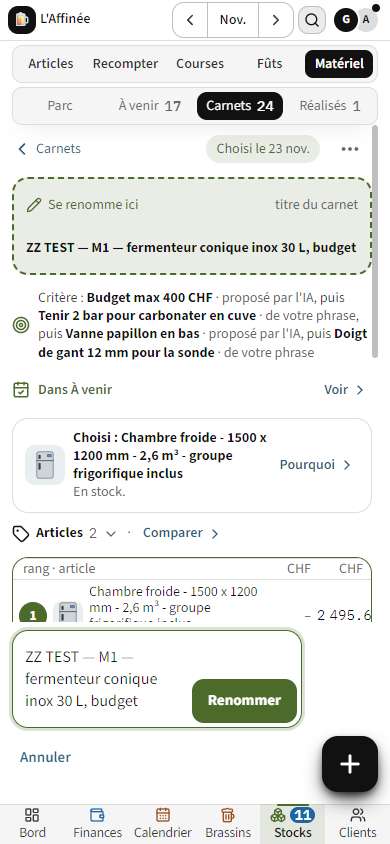 L'Affinée
Nov.
G A
Articles Recompter Courses Fûts Matériel
Parc À venir 17 Carnets 24 Réalisés 1
Carnets Choisi le 23 nov.
Se renomme ici titre du carnet
ZZ TEST — M1 — fermenteur conique inox 30 L, budget
Critère : Budget max 400 CHF · proposé par l'IA, puis
Tenir 2 bar pour carbonater en cuve · de votre phrase,
puis Vanne papillon en bas · proposé par l'IA, puis Doigt
de gant 12 mm pour la sonde · de votre phrase
Dans À venir Voir
Choisi : Chambre froide - 1500 x
1200 mm - 2,6 m³ - groupe
frigorifique inclus
En stock.
Pourquoi
Articles 2 · Comparer
rang · article CHF CHF
1
Chambre froide - 1500 x 1200
mm - 2,6 m³ - groupe
frigorifique inclus
– 2 495.6
ZZ TEST — M1 —
fermenteur conique
inox 30 L, budget
Renommer
Annuler
Bord Finances Calendrier Brassins Stocks 11 Clients